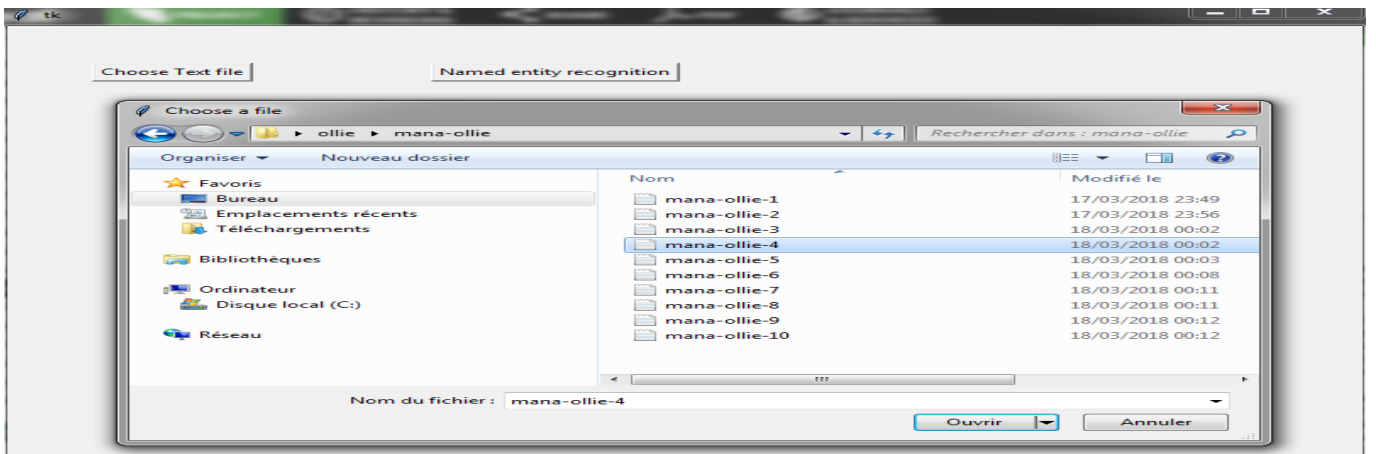 tk
Choose Text file Named entity recognition
Choose a file
ollie mana-ollie Rechercher dans : mana-ollie
Organiser Nouveau dossier
Nom Modifié le
Favoris
Bureau
Emplacements récents
Téléchargements
Bibliothèques
Ordinateur
Disque local (C:)
Réseau
mana-ollie-1 17/03/2018 23:49
mana-ollie-2 17/03/2018 23:56
mana-ollie-3 18/03/2018 00:02
mana-ollie-4 18/03/2018 00:02
mana-ollie-5 18/03/2018 00:03
mana-ollie-6 18/03/2018 00:08
mana-ollie-7 18/03/2018 00:11
mana-ollie-8 18/03/2018 00:11
mana-ollie-9 18/03/2018 00:12
mana-ollie-10 18/03/2018 00:12
Nom du fichier : mana-ollie-4
Ouvrir Annuler